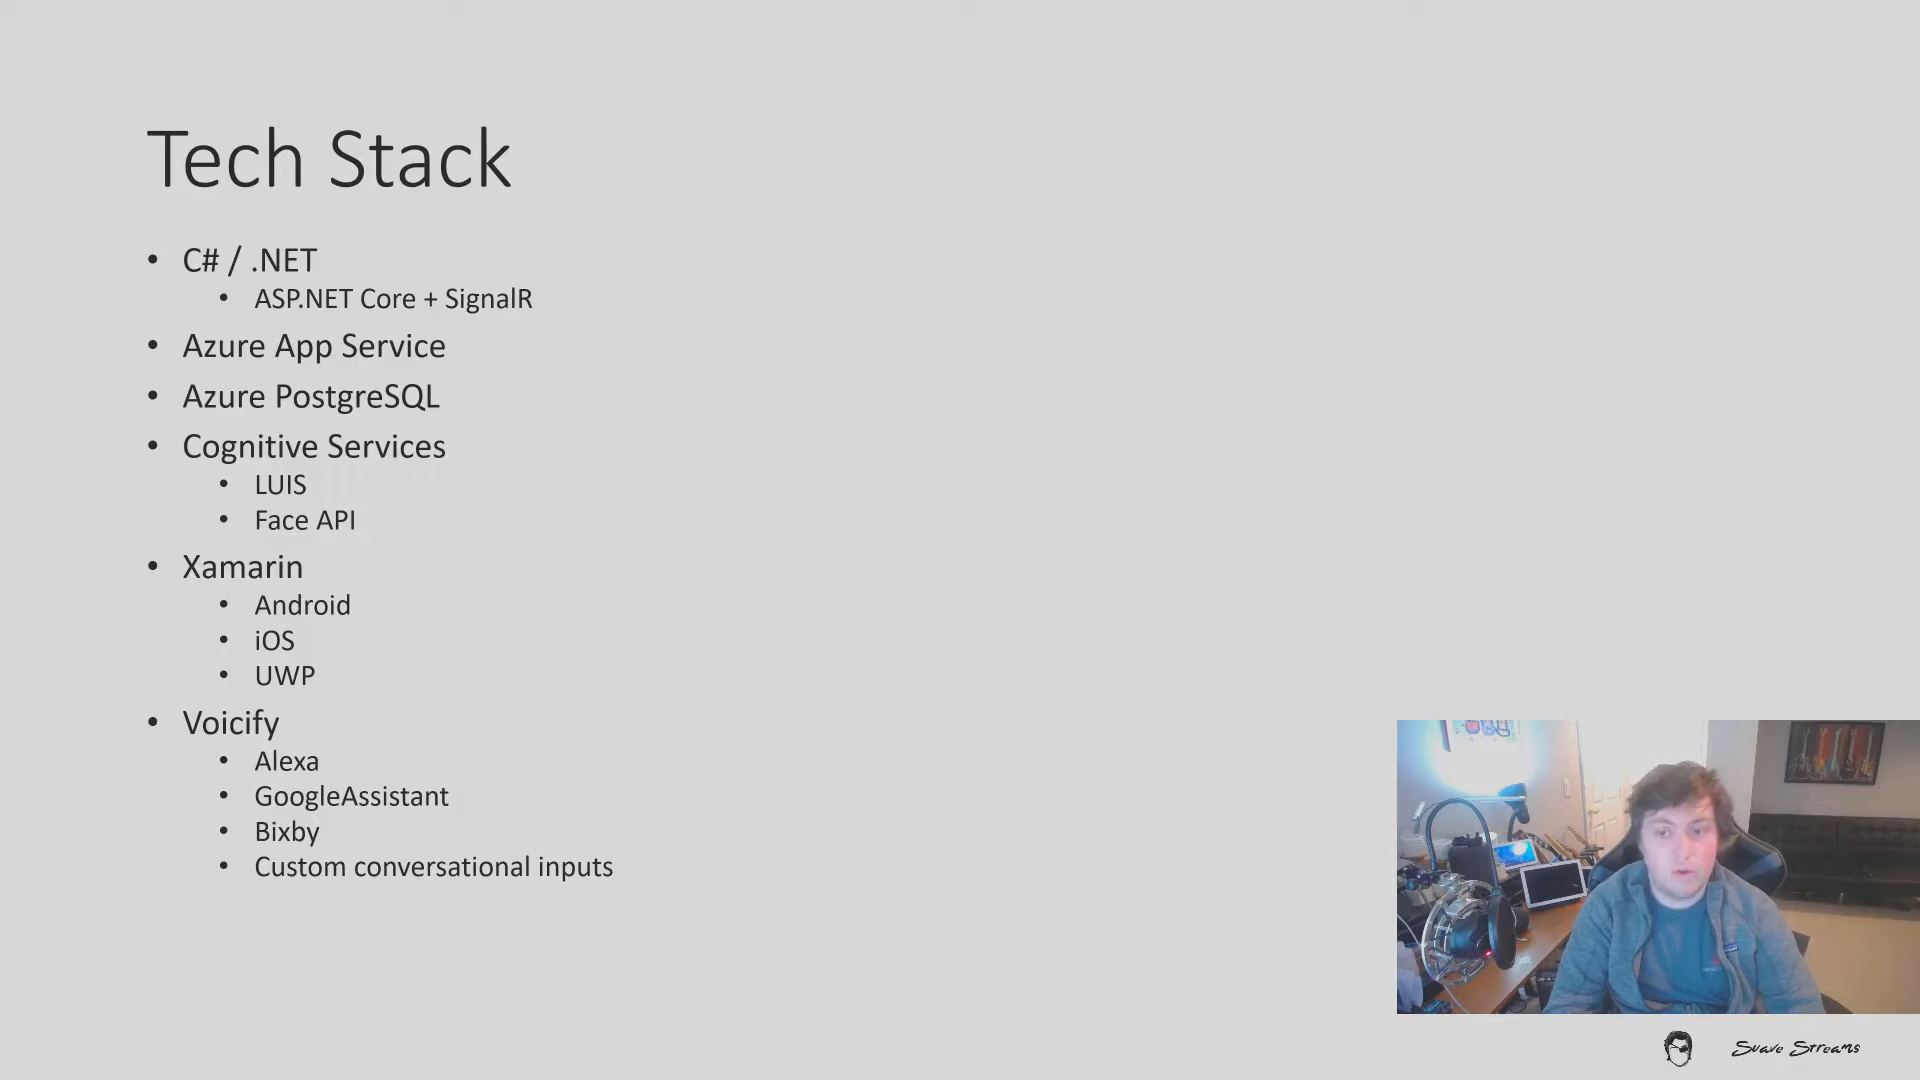 Tech Stack
• C# / .NET
• ASP.NET Core + SignalR
• Azure App Service
• Azure PostgreSQL
• Cognitive Services
• LUIS
• Face API
• Xamarin
• Android
• iOS
• UWP
• Voicify
• Alexa
• GoogleAssistant
• Bixby
• Custom conversational inputs
Suave Streams